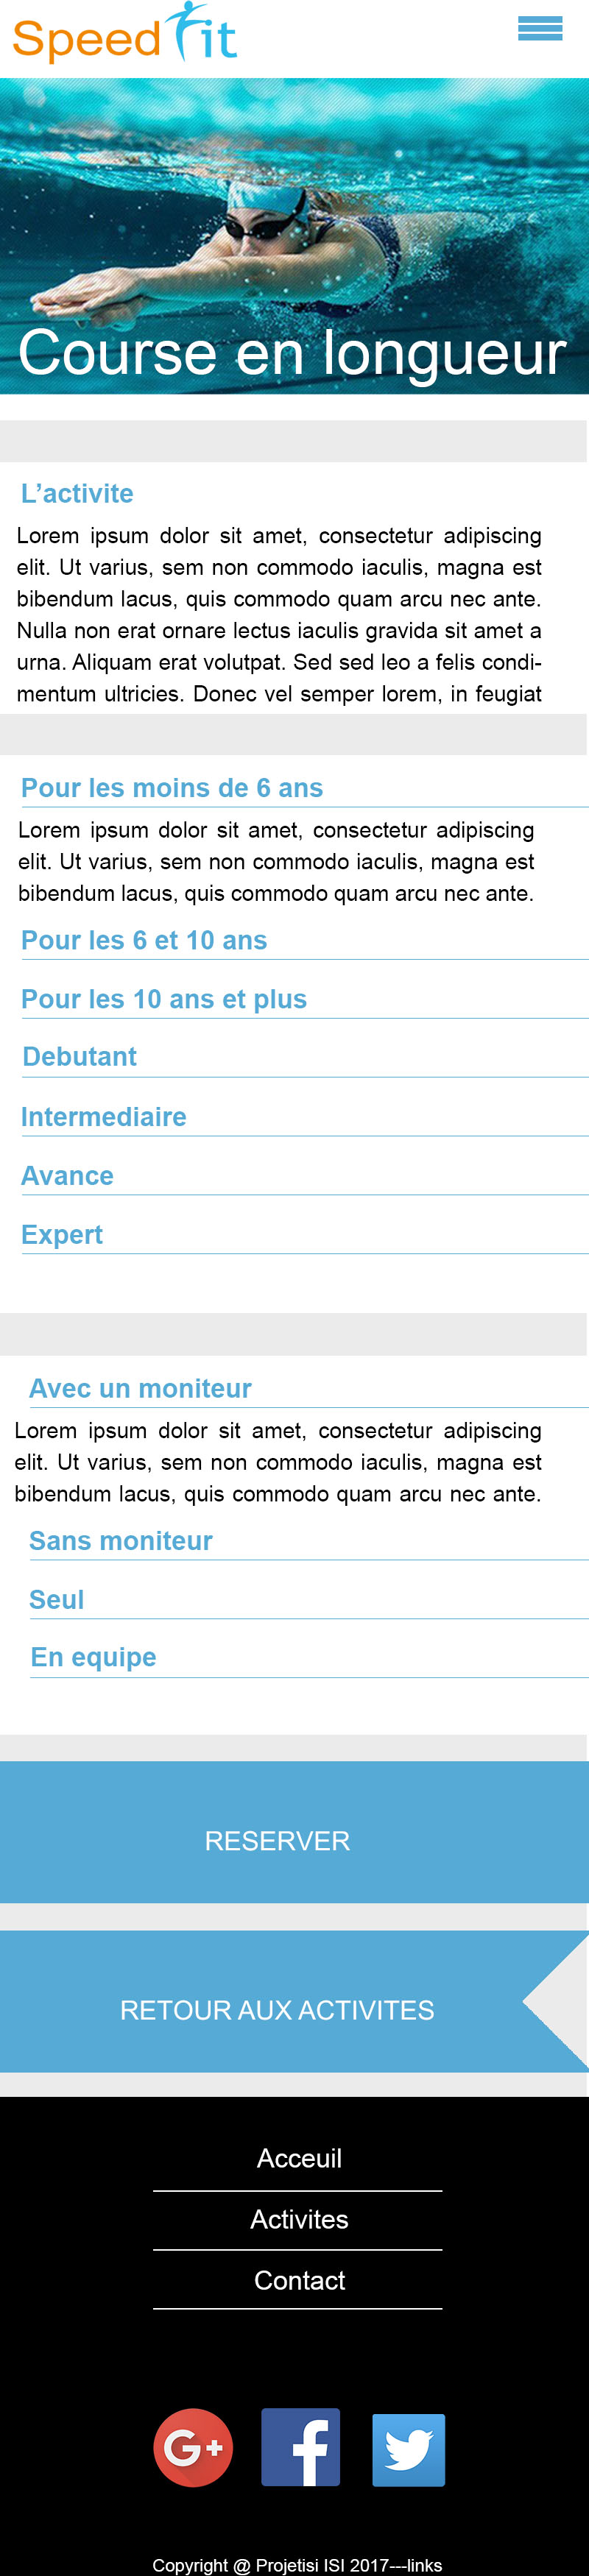 Speed Fit
Course en longueur
L’activite
Lorem ipsum dolor sit amet, consectetur adipiscing
elit. Ut varius, sem non commodo iaculis, magna est
bibendum lacus, quis commodo quam arcu nec ante.
Nulla non erat ornare lectus iaculis gravida sit amet a
urna. Aliquam erat volutpat. Sed sed leo a felis condi-
mentum ultricies. Donec vel semper lorem, in feugiat
Pour les moins de 6 ans
Lorem ipsum dolor sit amet, consectetur adipiscing
elit. Ut varius, sem non commodo iaculis, magna est
bibendum lacus, quis commodo quam arcu nec ante.
Pour les 6 et 10 ans
Pour les 10 ans et plus
Debutant
Intermediaire
Avance
Expert
Avec un moniteur
Lorem ipsum dolor sit amet, consectetur adipiscing
elit. Ut varius, sem non commodo iaculis, magna est
bibendum lacus, quis commodo quam arcu nec ante.
Sans moniteur
Seul
En equipe
RESERVER
RETOUR AUX ACTIVITES
Acceuil
Activites
Contact
G+ f
Copyright @ Projetisi ISI 2017---links